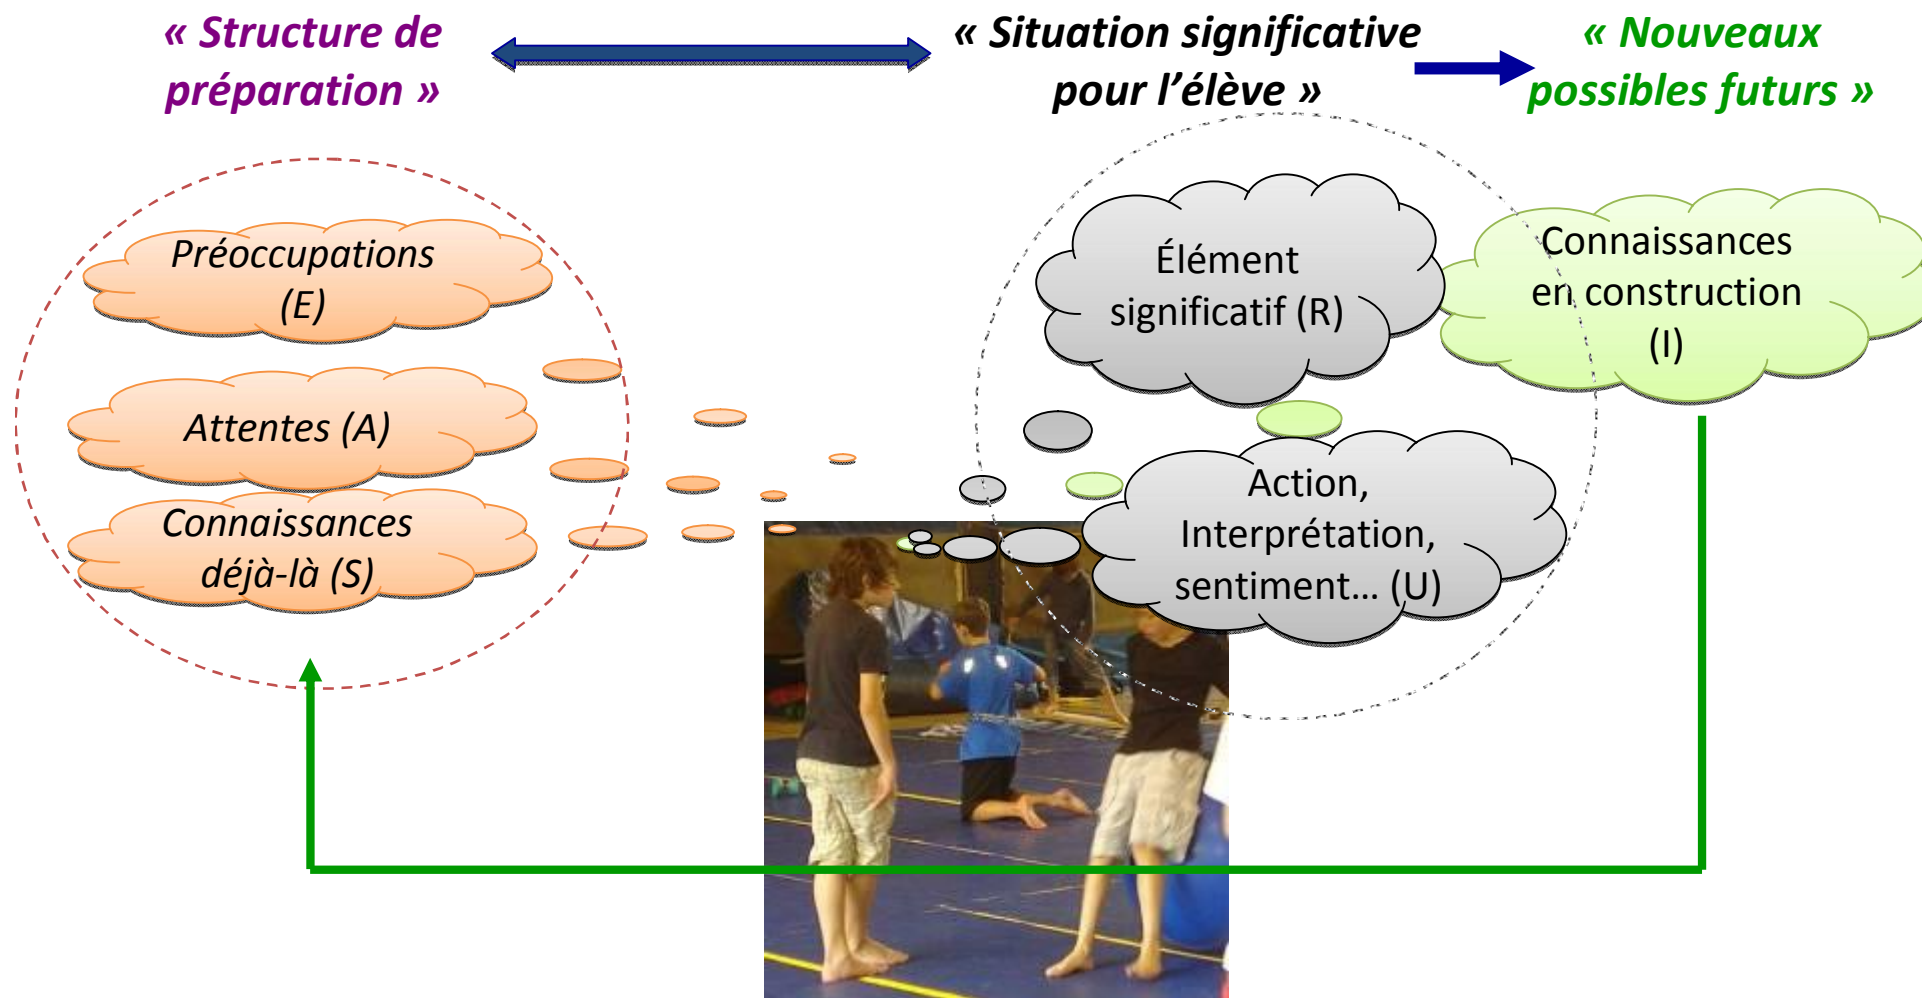 « Structure de
préparation »
« Situation significative
pour l’élève »
« Nouveaux
possibles futurs »
Préoccupations
(E)
Attentes (A)
Connaissances
déjà-là (S)
Élément
significatif (R)
Action,
Interprétation,
sentiment... (U)
Connaissances
en construction
(I)